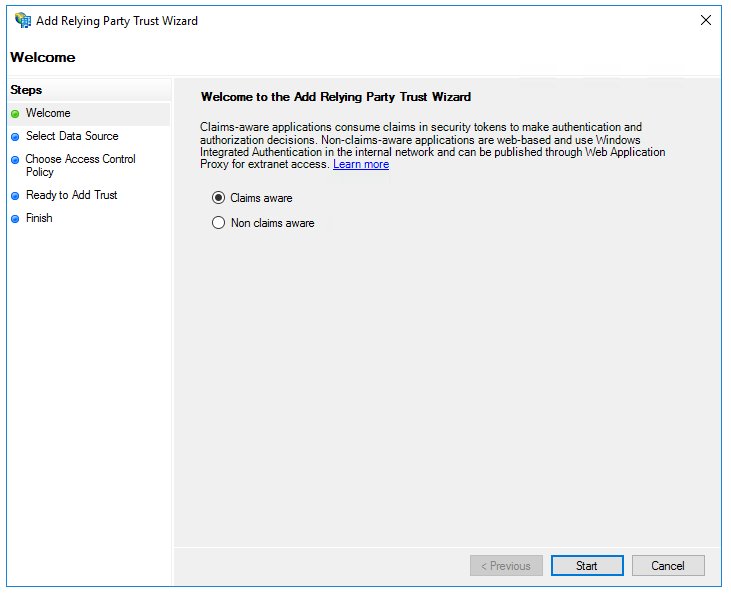 Add Relying Party Trust Wizard
Welcome
Steps
Welcome
Select Data Source
Choose Access Control
Policy
Ready to Add Trust
Finish
Welcome to the Add Relying Party Trust Wizard
Claims-aware applications consume claims in security tokens to make authentication and
authorization decisions. Non-claims-aware applications are web-based and use Windows
Integrated Authentication in the internal network and can be published through Web Application
Proxy for extranet access. Learn more
Claims aware
Non claims aware
< Previous
Start
Cancel